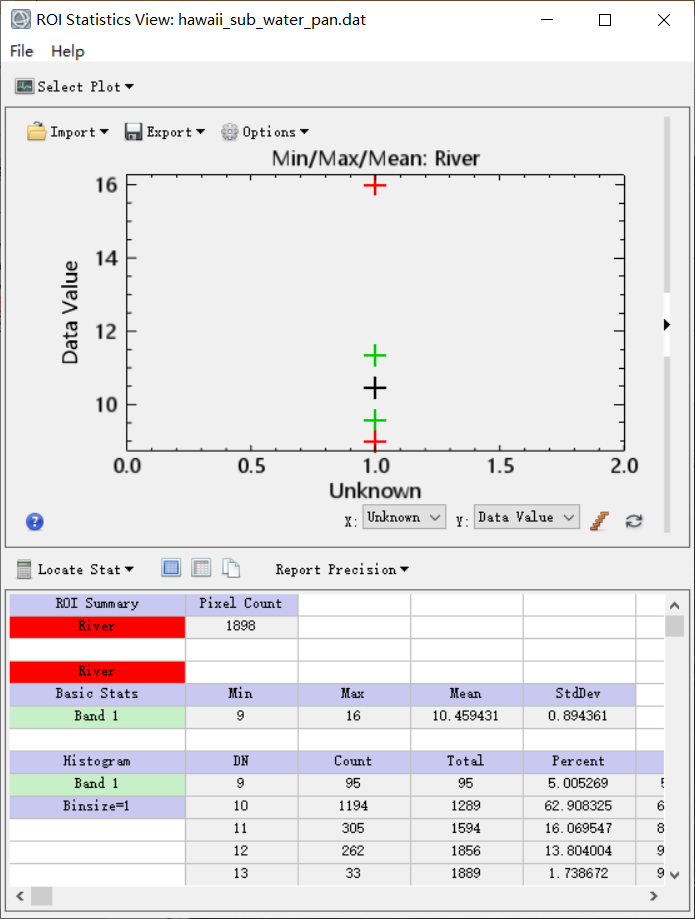 ROI Statistics View: hawaii_sub_water_pan.dat
File Help
Select Plot
Import Export Options
Min/Max/Mean: River
16
14
12
10
Data Value
0.0 0.5 1.0 1.5 2.0
Unknown
X: Unknown Y: Data Value
Locate Stat Report Precision
ROI Summary Pixel Count
River 1898
River
Basic Stats Min Max Mean StdDev
Band 1 9 16 10.459431 0.894361
Histogram DN Count Total Percent
Band 1 9 95 95 5.005269
Binsize=1 10 1194 1289 62.908325 6
11 305 1594 16.069547 8
12 262 1856 13.804004 9
13 33 1889 1.738672 9